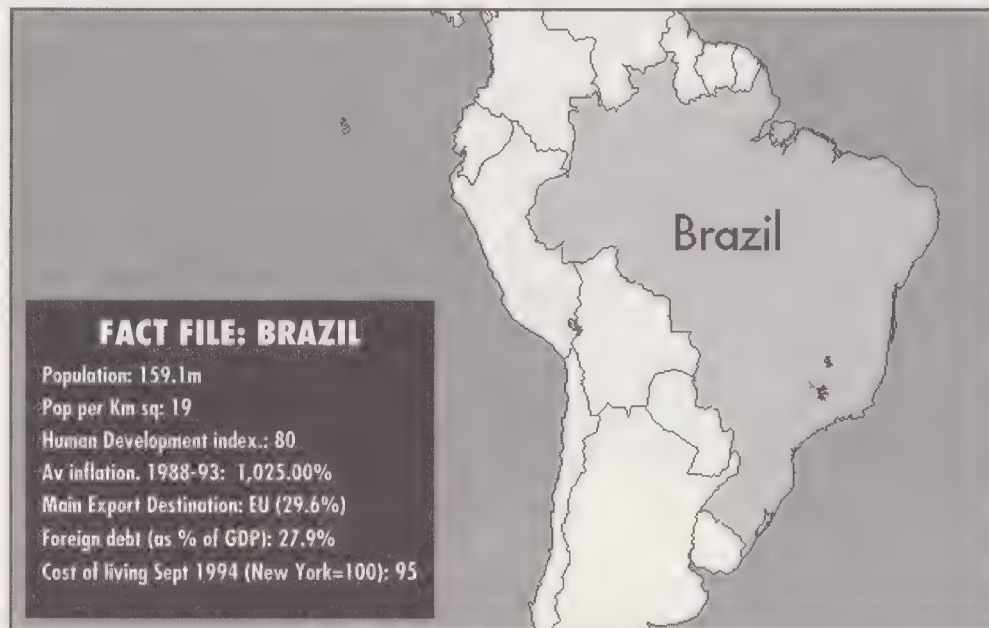 Brazil
FACT FILE: BRAZIL
Population: 159.1m
Pop per Km sq: 19
Human Development index.: 80
Av inflation. 1988-93: 1,025.00%
Main Export Destination: EU (29.6%)
Foreign debt (as % of GDP): 27.9%
Cost of living Sept 1994 (New York=100): 95